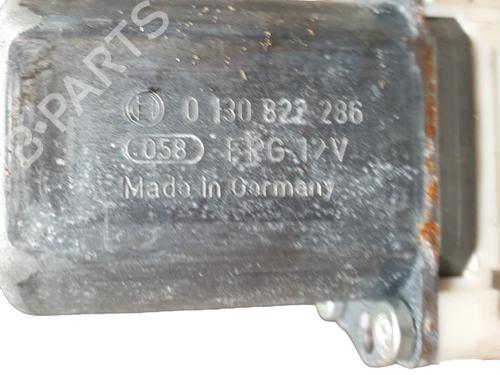 B-PARTS
0 130 822 286
058 FPG 12V
Made in Germany